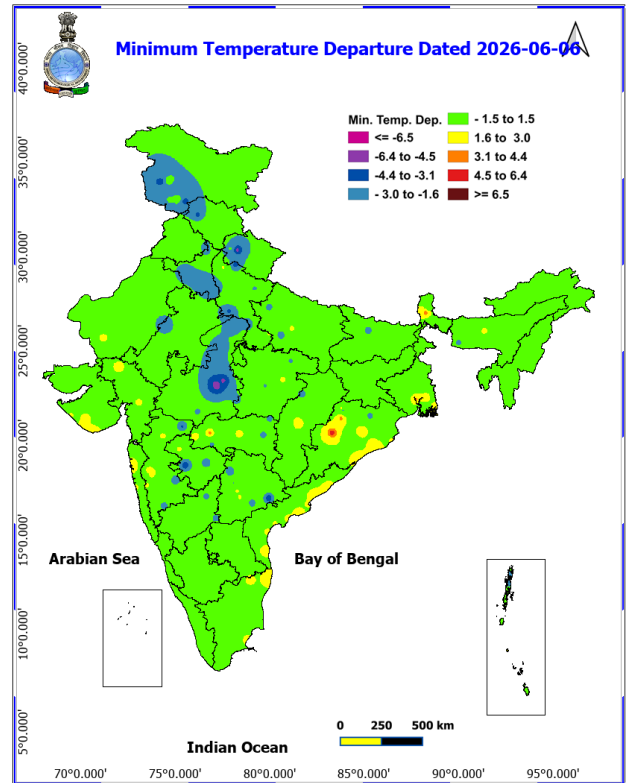 Minimum Temperature Departure Dated 2026-06-06
Min. Temp. Dep.
<= -6.5
-6.4 to -4.5
-4.4 to -3.1
- 3.0 to -1.6
- 1.5 to 1.5
1.6 to 3.0
3.1 to 4.4
4.5 to 6.4
>= 6.5
40°0.000'
35°0.000'
30°0.000'
25°0.000'
20°0.000'
15°0.000'
10°0.000'
5°0.000'
Arabian Sea
Bay of Bengal
Indian Ocean
0 250 500 km
70°0.000' 75°0.000' 80°0.000' 85°0.000' 90°0.000' 95°0.000'